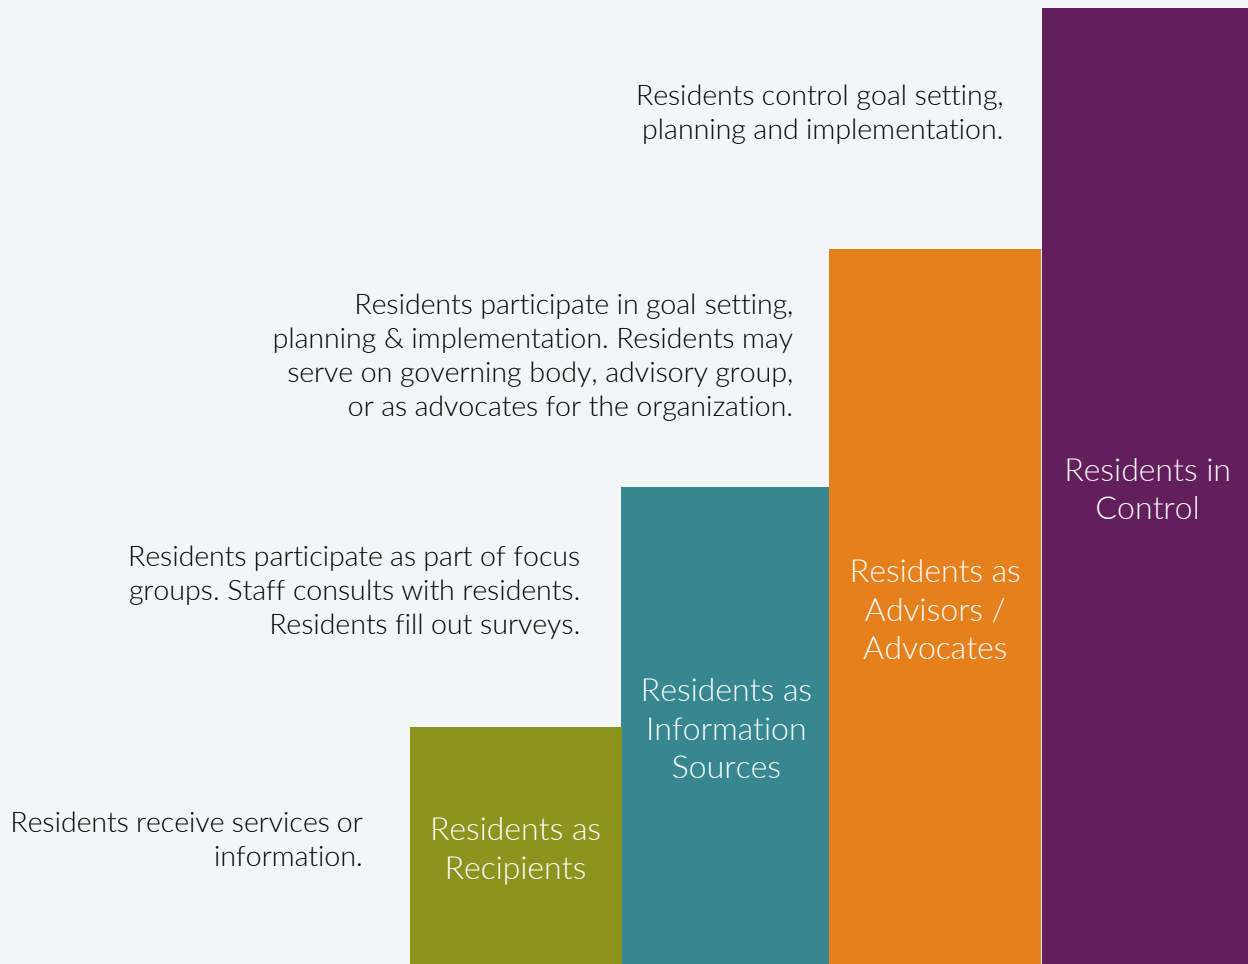 Residents control goal setting,
planning and implementation.
Residents in
Control
Residents participate in goal setting,
planning & implementation. Residents may
serve on governing body, advisory group,
or as advocates for the organization.
Residents as
Advisors /
Advocates
Residents participate as part of focus
groups. Staff consults with residents.
Residents fill out surveys.
Residents as
Information
Sources
Residents receive services or
information.
Residents as
Recipients